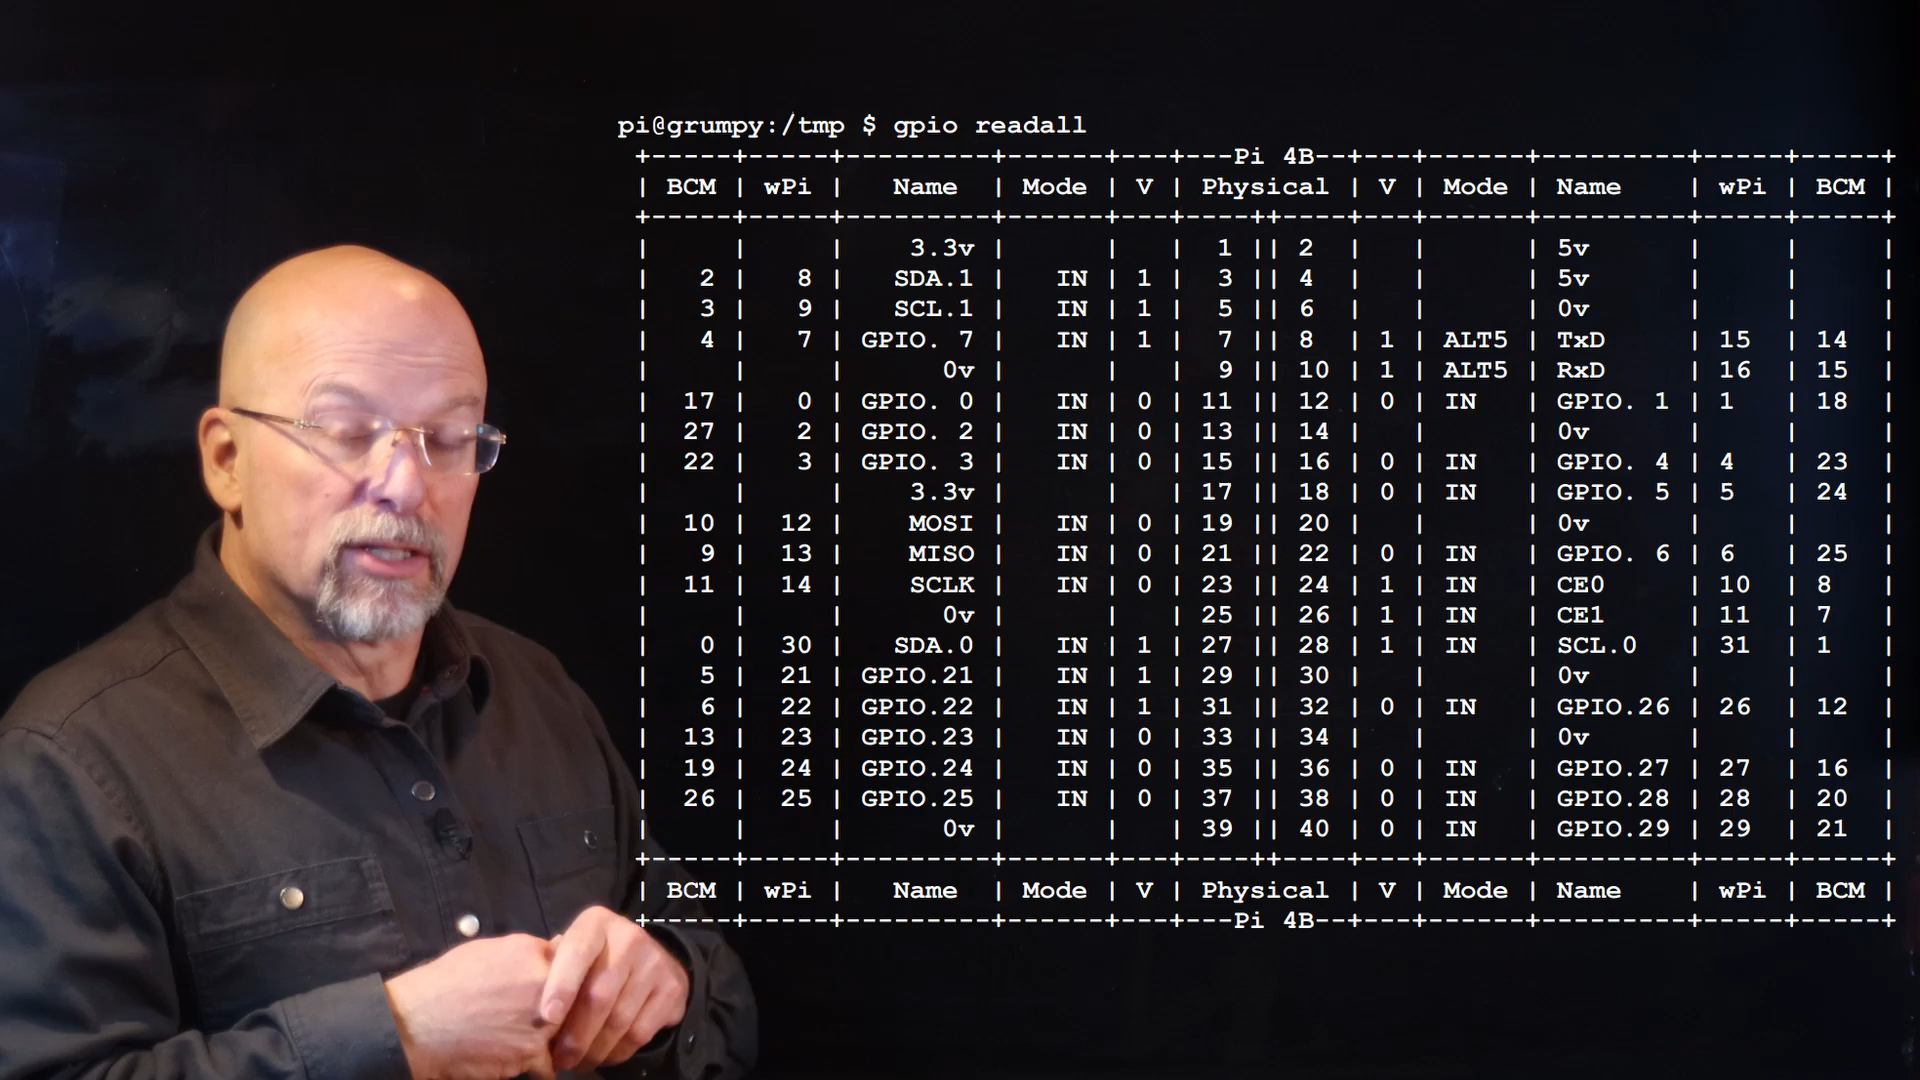 pi@grumpy:/tmp $ gpio readall
+-----+-----+---------+------+---+---Pi 4B--+---+------+---------+-----+-----+
| BCM | wPi |   Name  | Mode | V | Physical | V | Mode | Name    | wPi | BCM |
+-----+-----+---------+------+---+----++----+---+------+---------+-----+-----+
|     |     |    3.3v |      |   |  1 || 2  |   |      | 5v      |     |     |
|   2 |   8 |   SDA.1 |   IN | 1 |  3 || 4  |   |      | 5v      |     |     |
|   3 |   9 |   SCL.1 |   IN | 1 |  5 || 6  |   |      | 0v      |     |     |
|   4 |   7 | GPIO. 7 |   IN | 1 |  7 || 8  | 1 | ALT5 | TxD     | 15  | 14  |
|     |     |      0v |      |   |  9 || 10 | 1 | ALT5 | RxD     | 16  | 15  |
|  17 |   0 | GPIO. 0 |   IN | 0 | 11 || 12 | 0 | IN   | GPIO. 1 | 1   | 18  |
|  27 |   2 | GPIO. 2 |   IN | 0 | 13 || 14 |   |      | 0v      |     |     |
|  22 |   3 | GPIO. 3 |   IN | 0 | 15 || 16 | 0 | IN   | GPIO. 4 | 4   | 23  |
|     |     |    3.3v |      |   | 17 || 18 | 0 | IN   | GPIO. 5 | 5   | 24  |
|  10 |  12 |    MOSI |   IN | 0 | 19 || 20 |   |      | 0v      |     |     |
|   9 |  13 |    MISO |   IN | 0 | 21 || 22 | 0 | IN   | GPIO. 6 | 6   | 25  |
|  11 |  14 |    SCLK |   IN | 0 | 23 || 24 | 1 | IN   | CE0     | 10  | 8   |
|     |     |      0v |      |   | 25 || 26 | 1 | IN   | CE1     | 11  | 7   |
|   0 |  30 |   SDA.0 |   IN | 1 | 27 || 28 | 1 | IN   | SCL.0   | 31  | 1   |
|   5 |  21 | GPIO.21 |   IN | 1 | 29 || 30 |   |      | 0v      |     |     |
|   6 |  22 | GPIO.22 |   IN | 1 | 31 || 32 | 0 | IN   | GPIO.26 | 26  | 12  |
|  13 |  23 | GPIO.23 |   IN | 0 | 33 || 34 |   |      | 0v      |     |     |
|  19 |  24 | GPIO.24 |   IN | 0 | 35 || 36 | 0 | IN   | GPIO.27 | 27  | 16  |
|  26 |  25 | GPIO.25 |   IN | 0 | 37 || 38 | 0 | IN   | GPIO.28 | 28  | 20  |
|     |     |      0v |      |   | 39 || 40 | 0 | IN   | GPIO.29 | 29  | 21  |
+-----+-----+---------+------+---+----++----+---+------+---------+-----+-----+
| BCM | wPi |   Name  | Mode | V | Physical | V | Mode | Name    | wPi | BCM |
+-----+-----+---------+------+---+---Pi 4B--+---+------+---------+-----+-----+